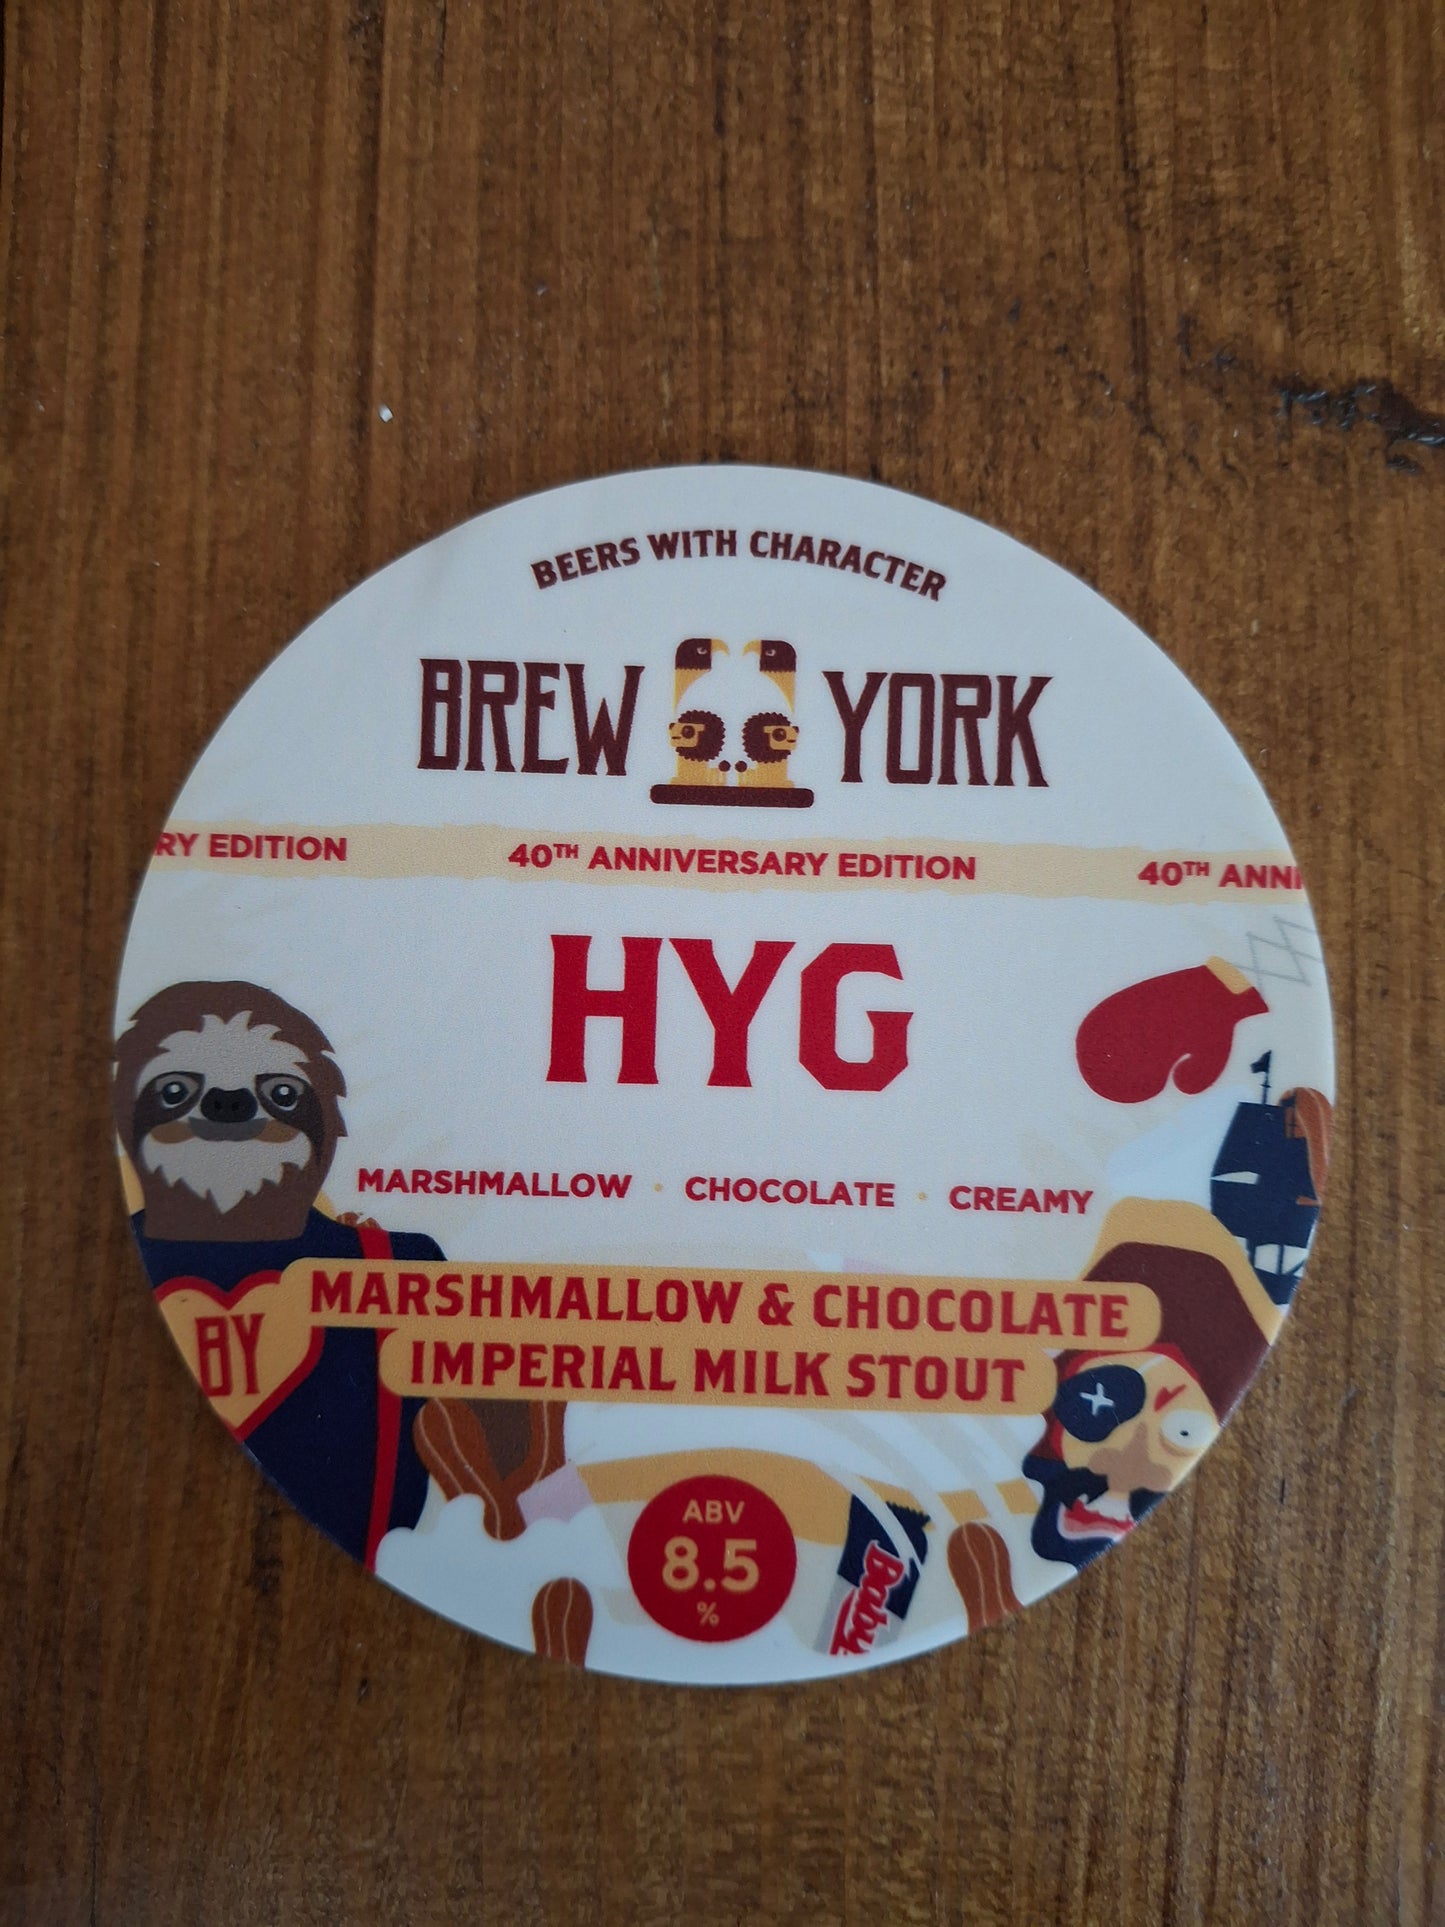 BEERS WITH CHARACTER
BREW YORK
RY EDITION 40TH ANNIVERSARY EDITION 40TH ANNI
HYG
MARSHMALLOW • CHOCOLATE • CREAMY
BY
MARSHMALLOW & CHOCOLATE
IMPERIAL MILK STOUT
ABV
8.5
%
Baby